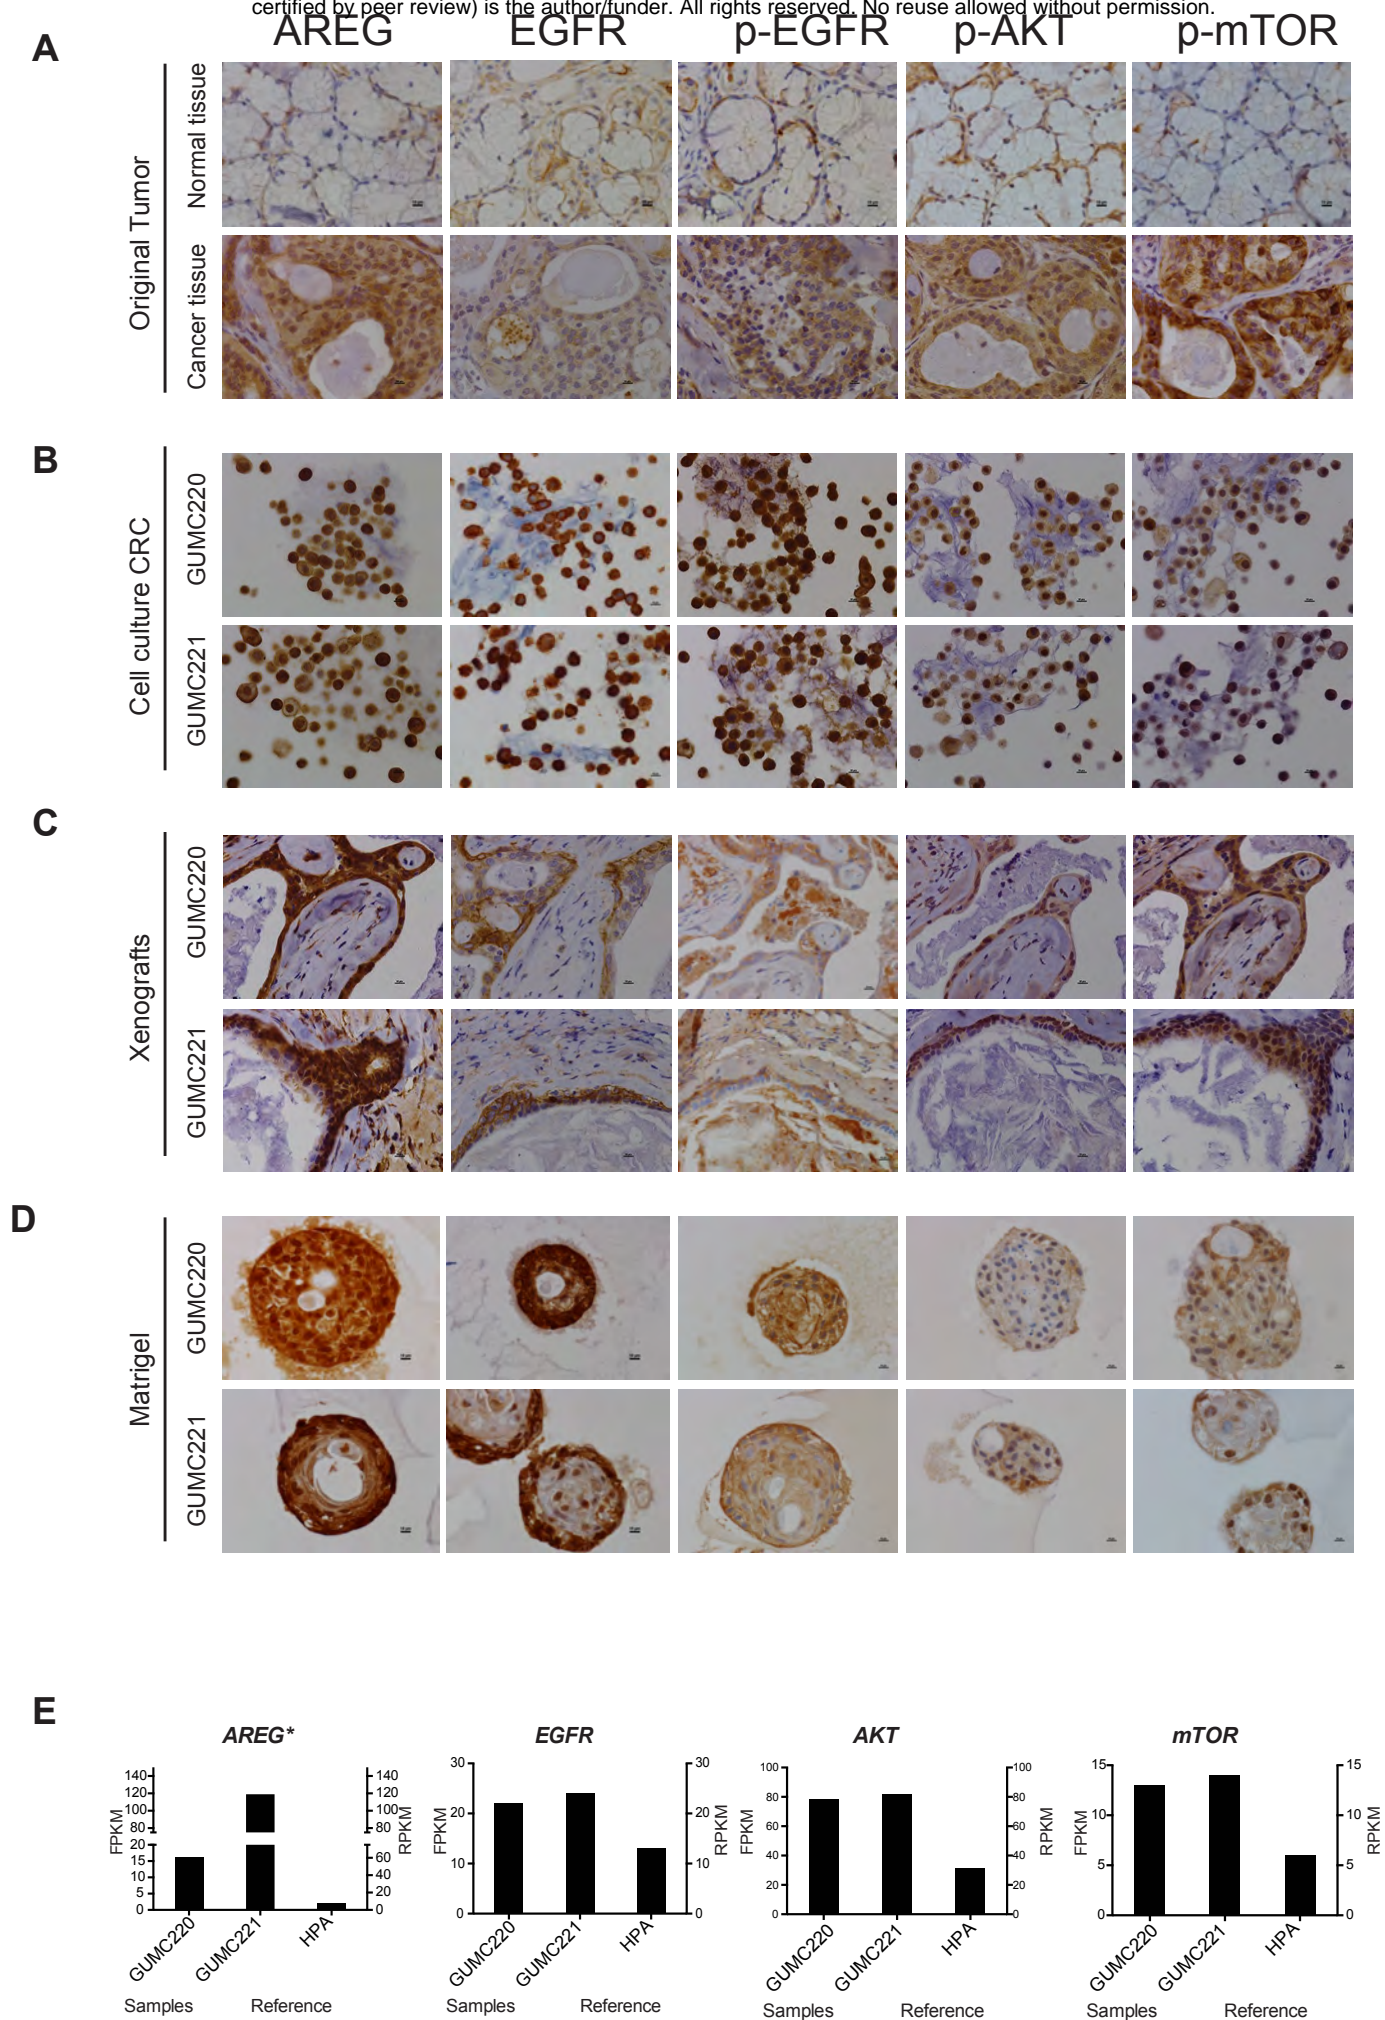 certified by peer review) is the author/funder. All rights reserved. No reuse allowed without permission.
AREG EGFR p-EGFR p-AKT p-mTOR
A
Original Tumor
Normal tissue
Cancer tissue
B
Cell culture CRC
GUMC220
GUMC221
C
Xenografts
GUMC220
GUMC221
D
Matrigel
GUMC220
GUMC221
E
AREG*
FPKM
140
120
100
80
20
15
10
5
0
140
120
100
80
60
40
20
0
RPKM
GUMC220 GUMC221 HPA
Samples Reference
EGFR
FPKM
30
20
10
0
30
20
10
0
RPKM
GUMC220 GUMC221 HPA
Samples Reference
AKT
FPKM
100
80
60
40
20
0
100
80
60
40
20
0
RPKM
GUMC220 GUMC221 HPA
Samples Reference
mTOR
FPKM
15
10
5
0
15
10
5
0
RPKM
GUMC220 GUMC221 HPA
Samples Reference